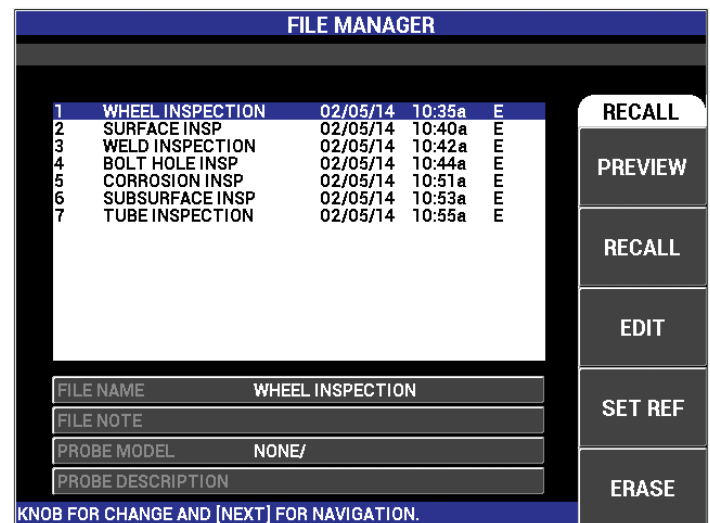 FILE MANAGER
1 WHEEL INSPECTION 02/05/14 10:35a E
2 SURFACE INSP 02/05/14 10:40a E
3 WELD INSPECTION 02/05/14 10:42a E
4 BOLT HOLE INSP 02/05/14 10:44a E
5 CORROSION INSP 02/05/14 10:51a E
6 SUBSURFACE INSP 02/05/14 10:53a E
7 TUBE INSPECTION 02/05/14 10:55a E
FILE NAME WHEEL INSPECTION
FILE NOTE
PROBE MODEL NONE/
PROBE DESCRIPTION
KNOB FOR CHANGE AND [NEXT] FOR NAVIGATION.
RECALL
PREVIEW
RECALL
EDIT
SET REF
ERASE